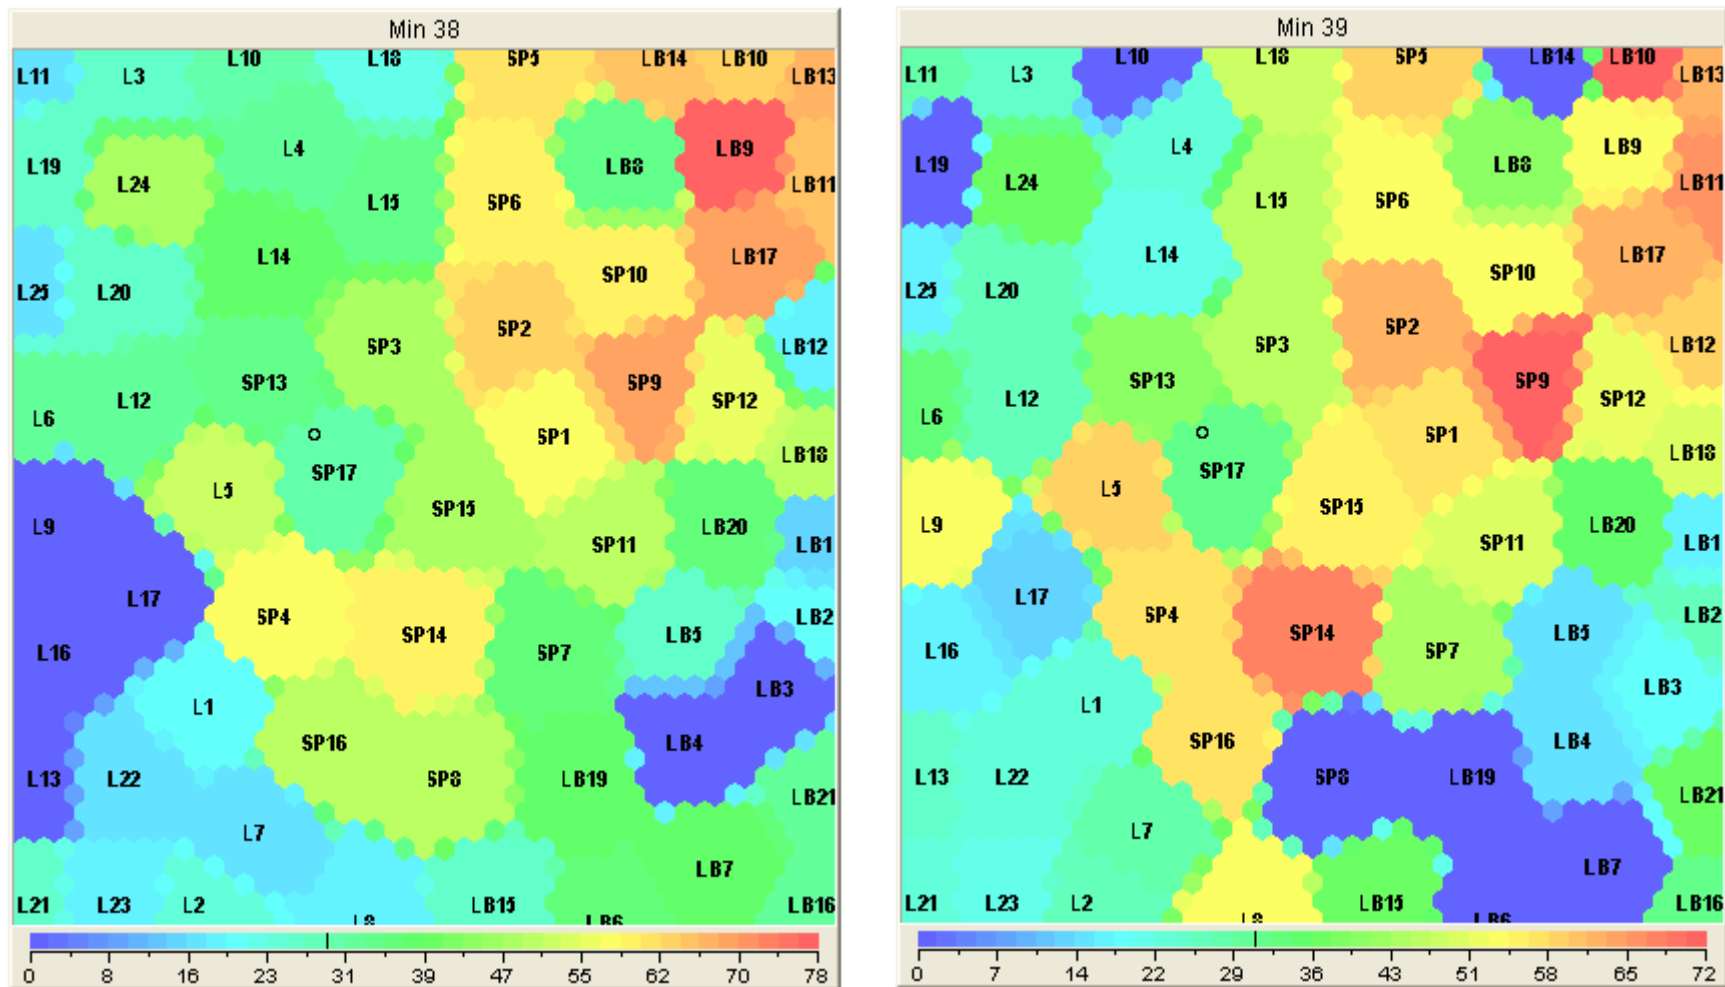 Min 38
L11 L3 L10 L18 SP5 LB14 LB10 LB13
L19 L24 L4 L15 SP6 LB8 LB9 LB11
L25 L20 L14 SP10 LB17
SP3 SP2 LB12
L6 L12 SP13 SP9 SP12
SP17 SP1 LB18
L9 L5 SP15 SP11 LB20 LB1
L17 SP4 SP14 LB5 LB2
L16 L1 SP7 LB3
L13 L22 SP16 SP8 LB19 LB4 LB21
L7 LB7
L21 L23 L2 L8 LB15 LB6 LB16
0 8 16 23 31 39 47 55 62 70 78
Min 39
L11 L3 L10 L18 SP5 LB14 LB10 LB13
L19 L24 L4 L15 SP6 LB8 LB9 LB11
L25 L20 L14 SP10 LB17
SP3 SP2 LB12
L6 L12 SP13 SP9 SP12
SP17 SP1 LB18
L9 L5 SP15 SP11 LB20 LB1
L17 SP4 SP14 LB5 LB2
L16 L1 SP7 LB3
L13 L22 SP16 SP8 LB19 LB4 LB21
L7 LB7
L21 L23 L2 L8 LB15 LB6 LB16
0 7 14 22 29 36 43 51 58 65 72